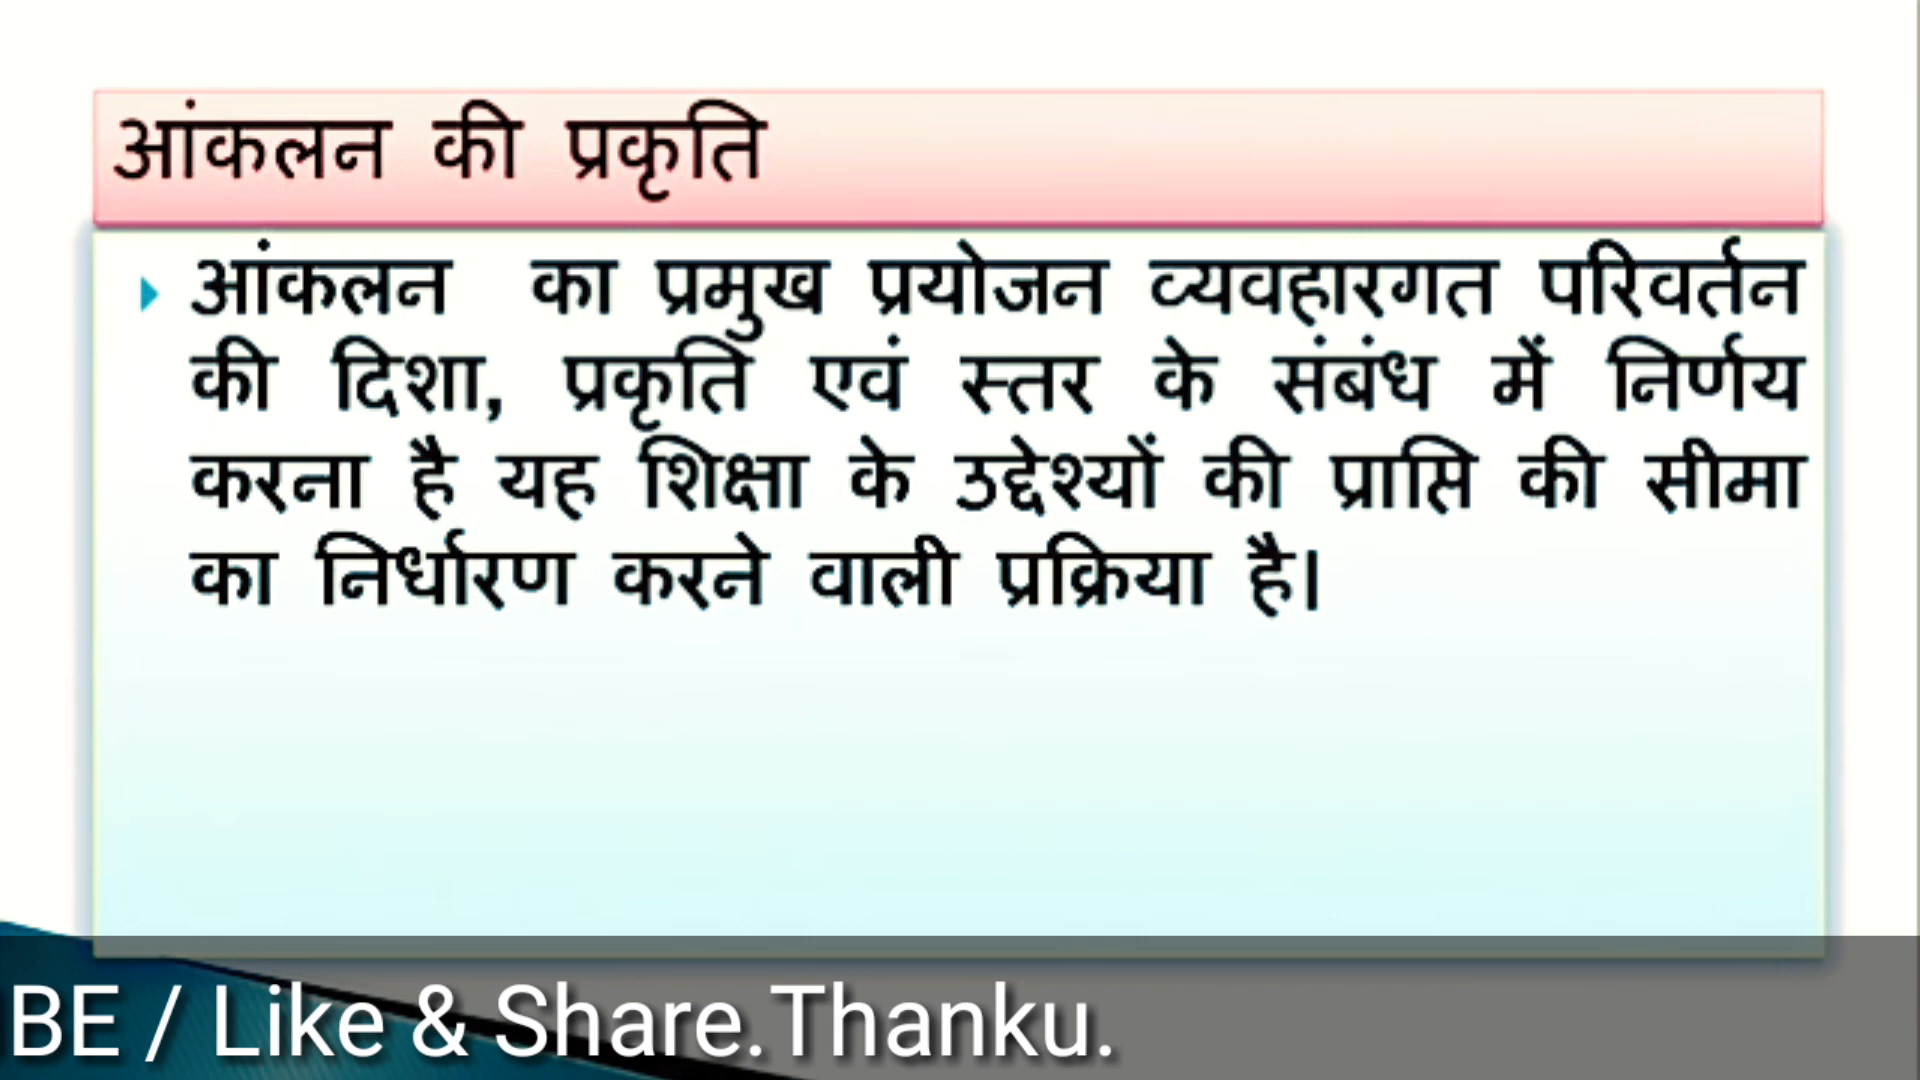 आंकलन की प्रकृति
आंकलन का प्रमुख प्रयोजन व्यवहारगत परिवर्तन
की दिशा, प्रकृति एवं स्तर के संबंध में निर्णय
करना है यह शिक्षा के उद्देश्यों की प्राप्ति की सीमा
का निर्धारण करने वाली प्रक्रिया है।
BE / Like & Share.Thanku.